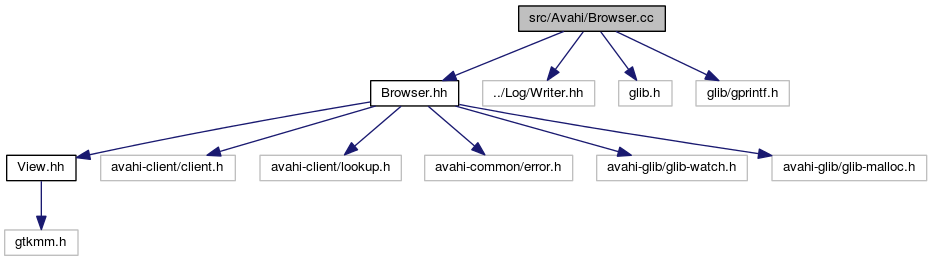 src/Avahi/Browser.cc
Browser.hh
../Log/Writer.hh
glib.h
glib/gprintf.h
View.hh
avahi-client/client.h
avahi-client/lookup.h
avahi-common/error.h
avahi-glib/glib-watch.h
avahi-glib/glib-malloc.h
gtkmm.h